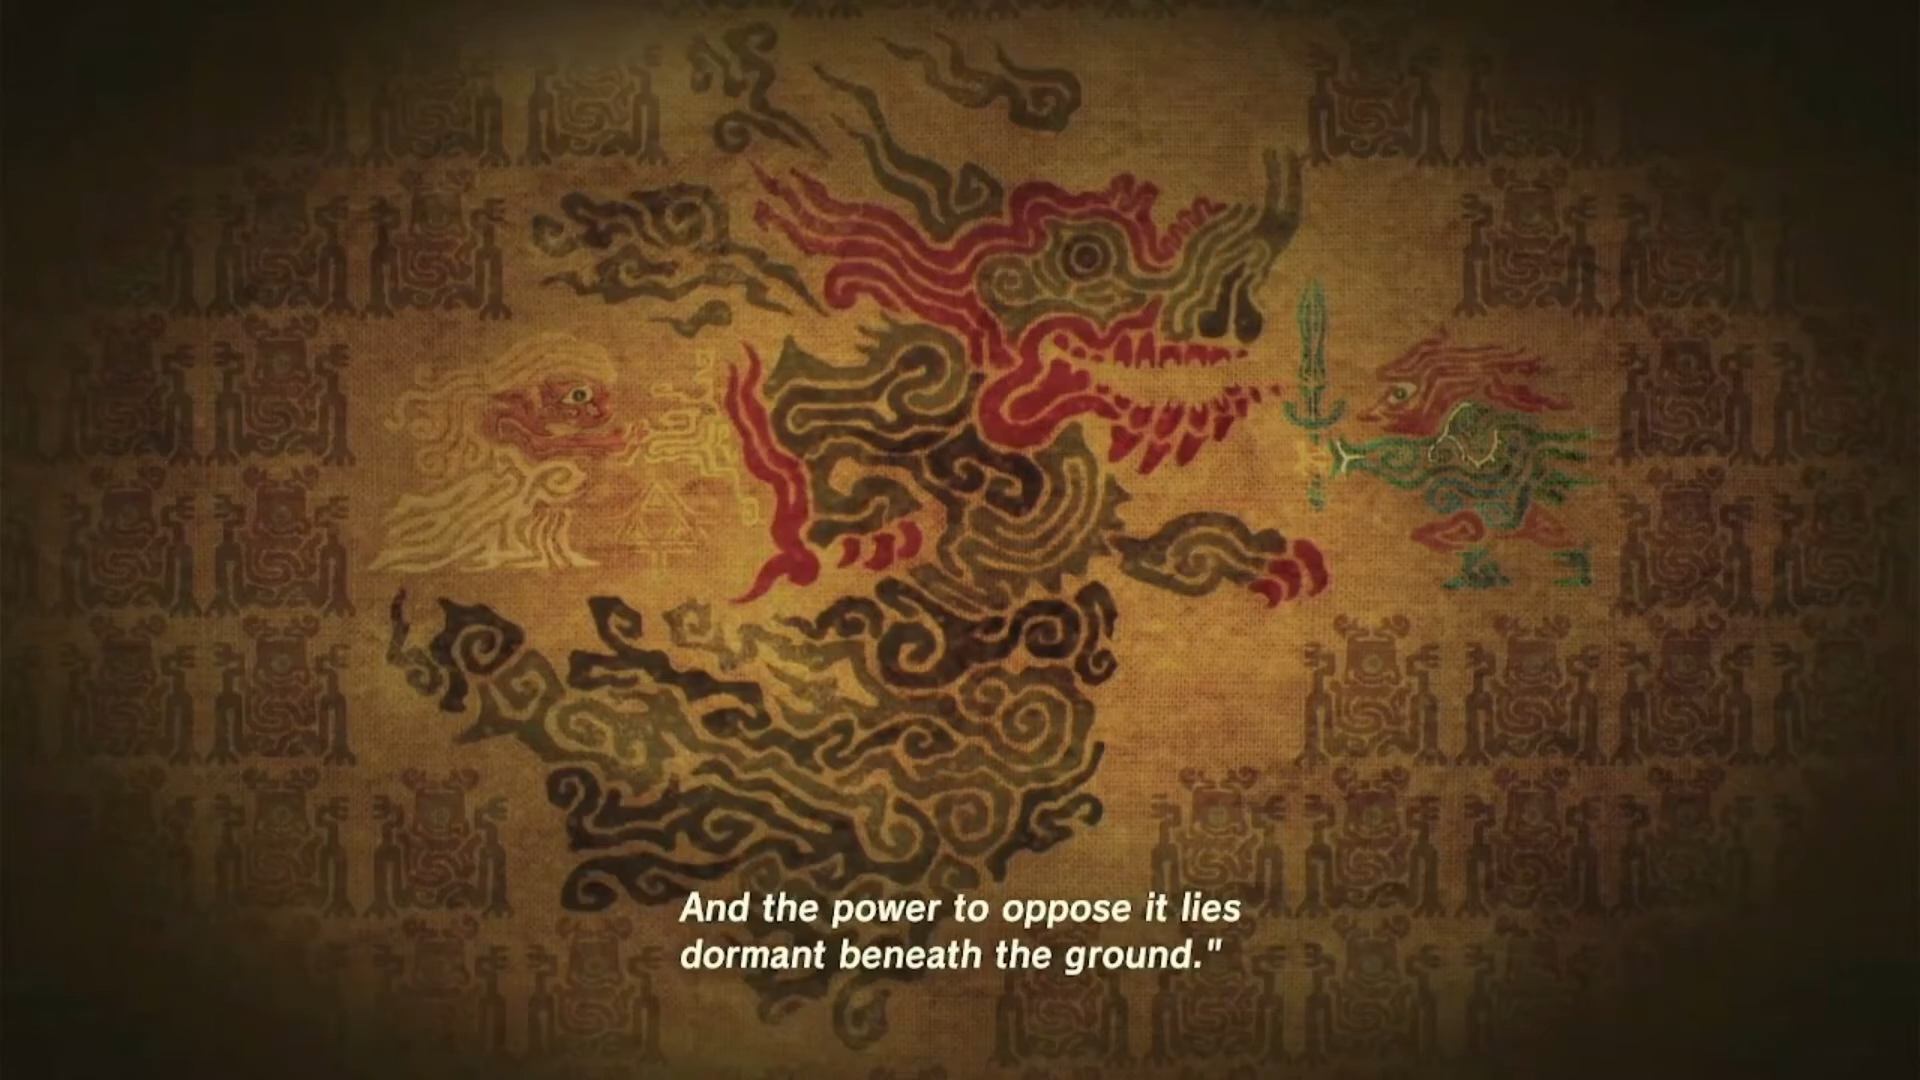 And the power to oppose it lies
dormant beneath the ground."